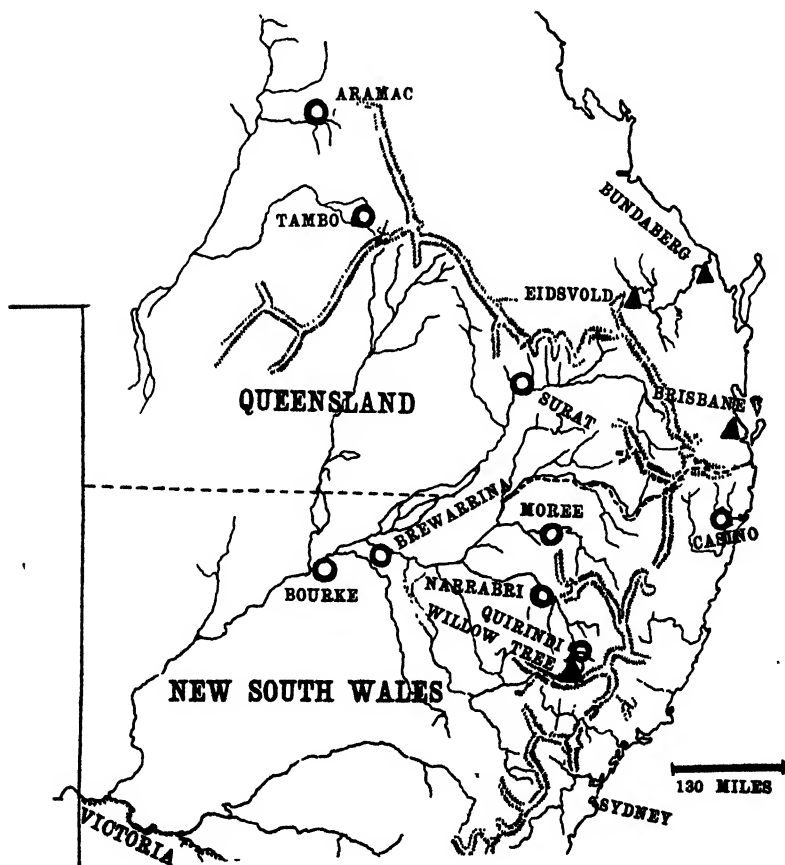 ARAMAC
TAMBO
BUNDABERG
EIDSVOLD
QUEENSLAND
BRISBANE
SURAT
BREWARRINA
MOREE
CASINO
BOURKE
NARRABRI
QUIRINDI
WILLOW TREE
NEW SOUTH WALES
130 MILES
SYDNEY
VICTORIA